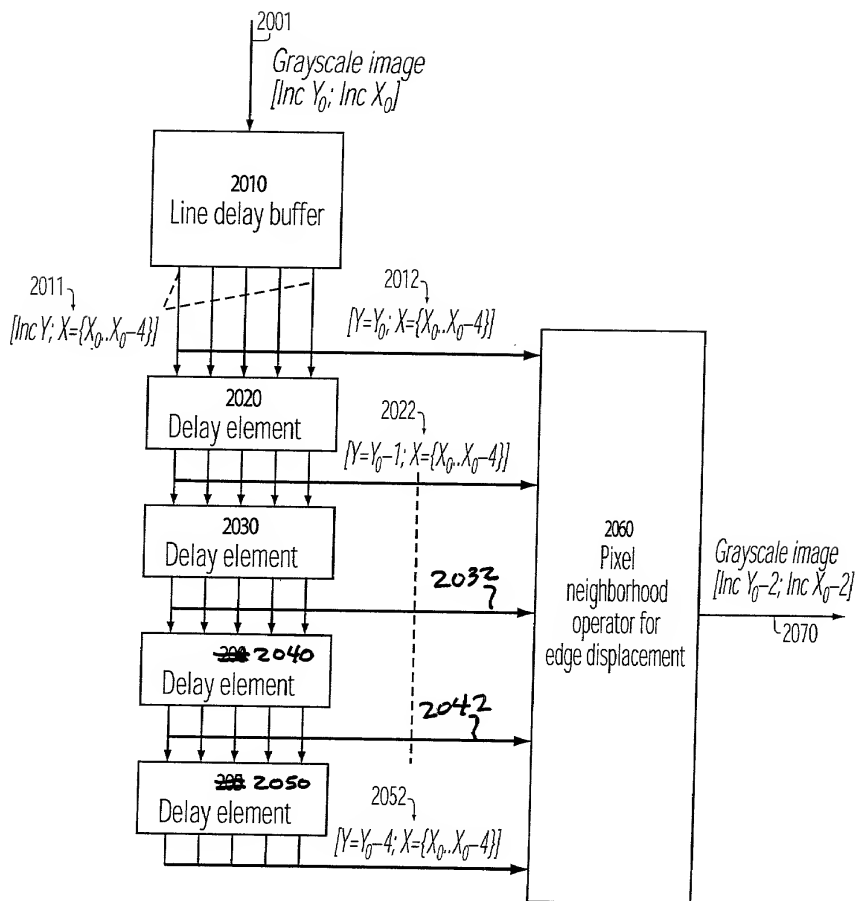 2001
Grayscale image
[Inc Y₀; Inc X₀]
2010
Line delay buffer
2011
[Inc Y; X={X₀..X₀-4}]
2012
[Y=Y₀; X={X₀..X₀-4}]
2020
Delay element
2022
[Y=Y₀-1; X={X₀..X₀-4}]
2030
Delay element
2032
2060
Pixel
neighborhood
operator for
edge displacement
Grayscale image
[Inc Y₀-2; Inc X₀-2]
2070
2040
Delay element
2042
2050
Delay element
2052
[Y=Y₀-4; X={X₀..X₀-4}]